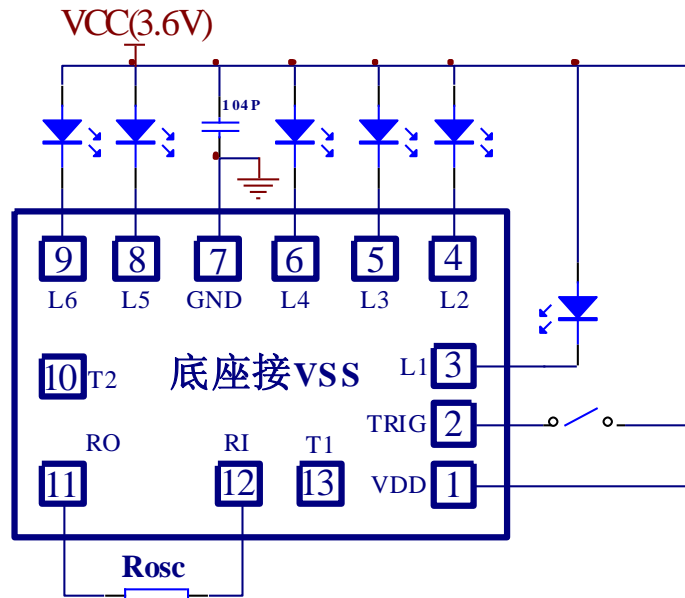 VCC(3.6V)
104P
9 8 7 6 5 4
L6 L5 GND L4 L3 L2
L1 3
10 T2 底座接VSS
TRIG 2
RO RI T1
11 12 13 VDD 1
Rosc